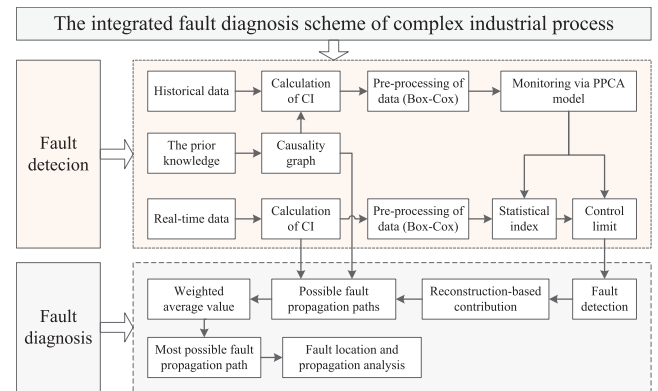 The integrated fault diagnosis scheme of complex industrial process
Fault
detecion
Historical data
Calculation
of CI
Pre-processing of
data (Box-Cox)
Monitoring via PPCA
model
The prior
knowledge
Causality
graph
Real-time data
Calculation
of CI
Pre-processing of
data (Box-Cox)
Statistical
index
Control
limit
Fault
diagnosis
Weighted
average value
Possible fault
propagation paths
Reconstruction-based
contribution
Fault
detection
Most possible fault
propagation path
Fault location and
propagation analysis